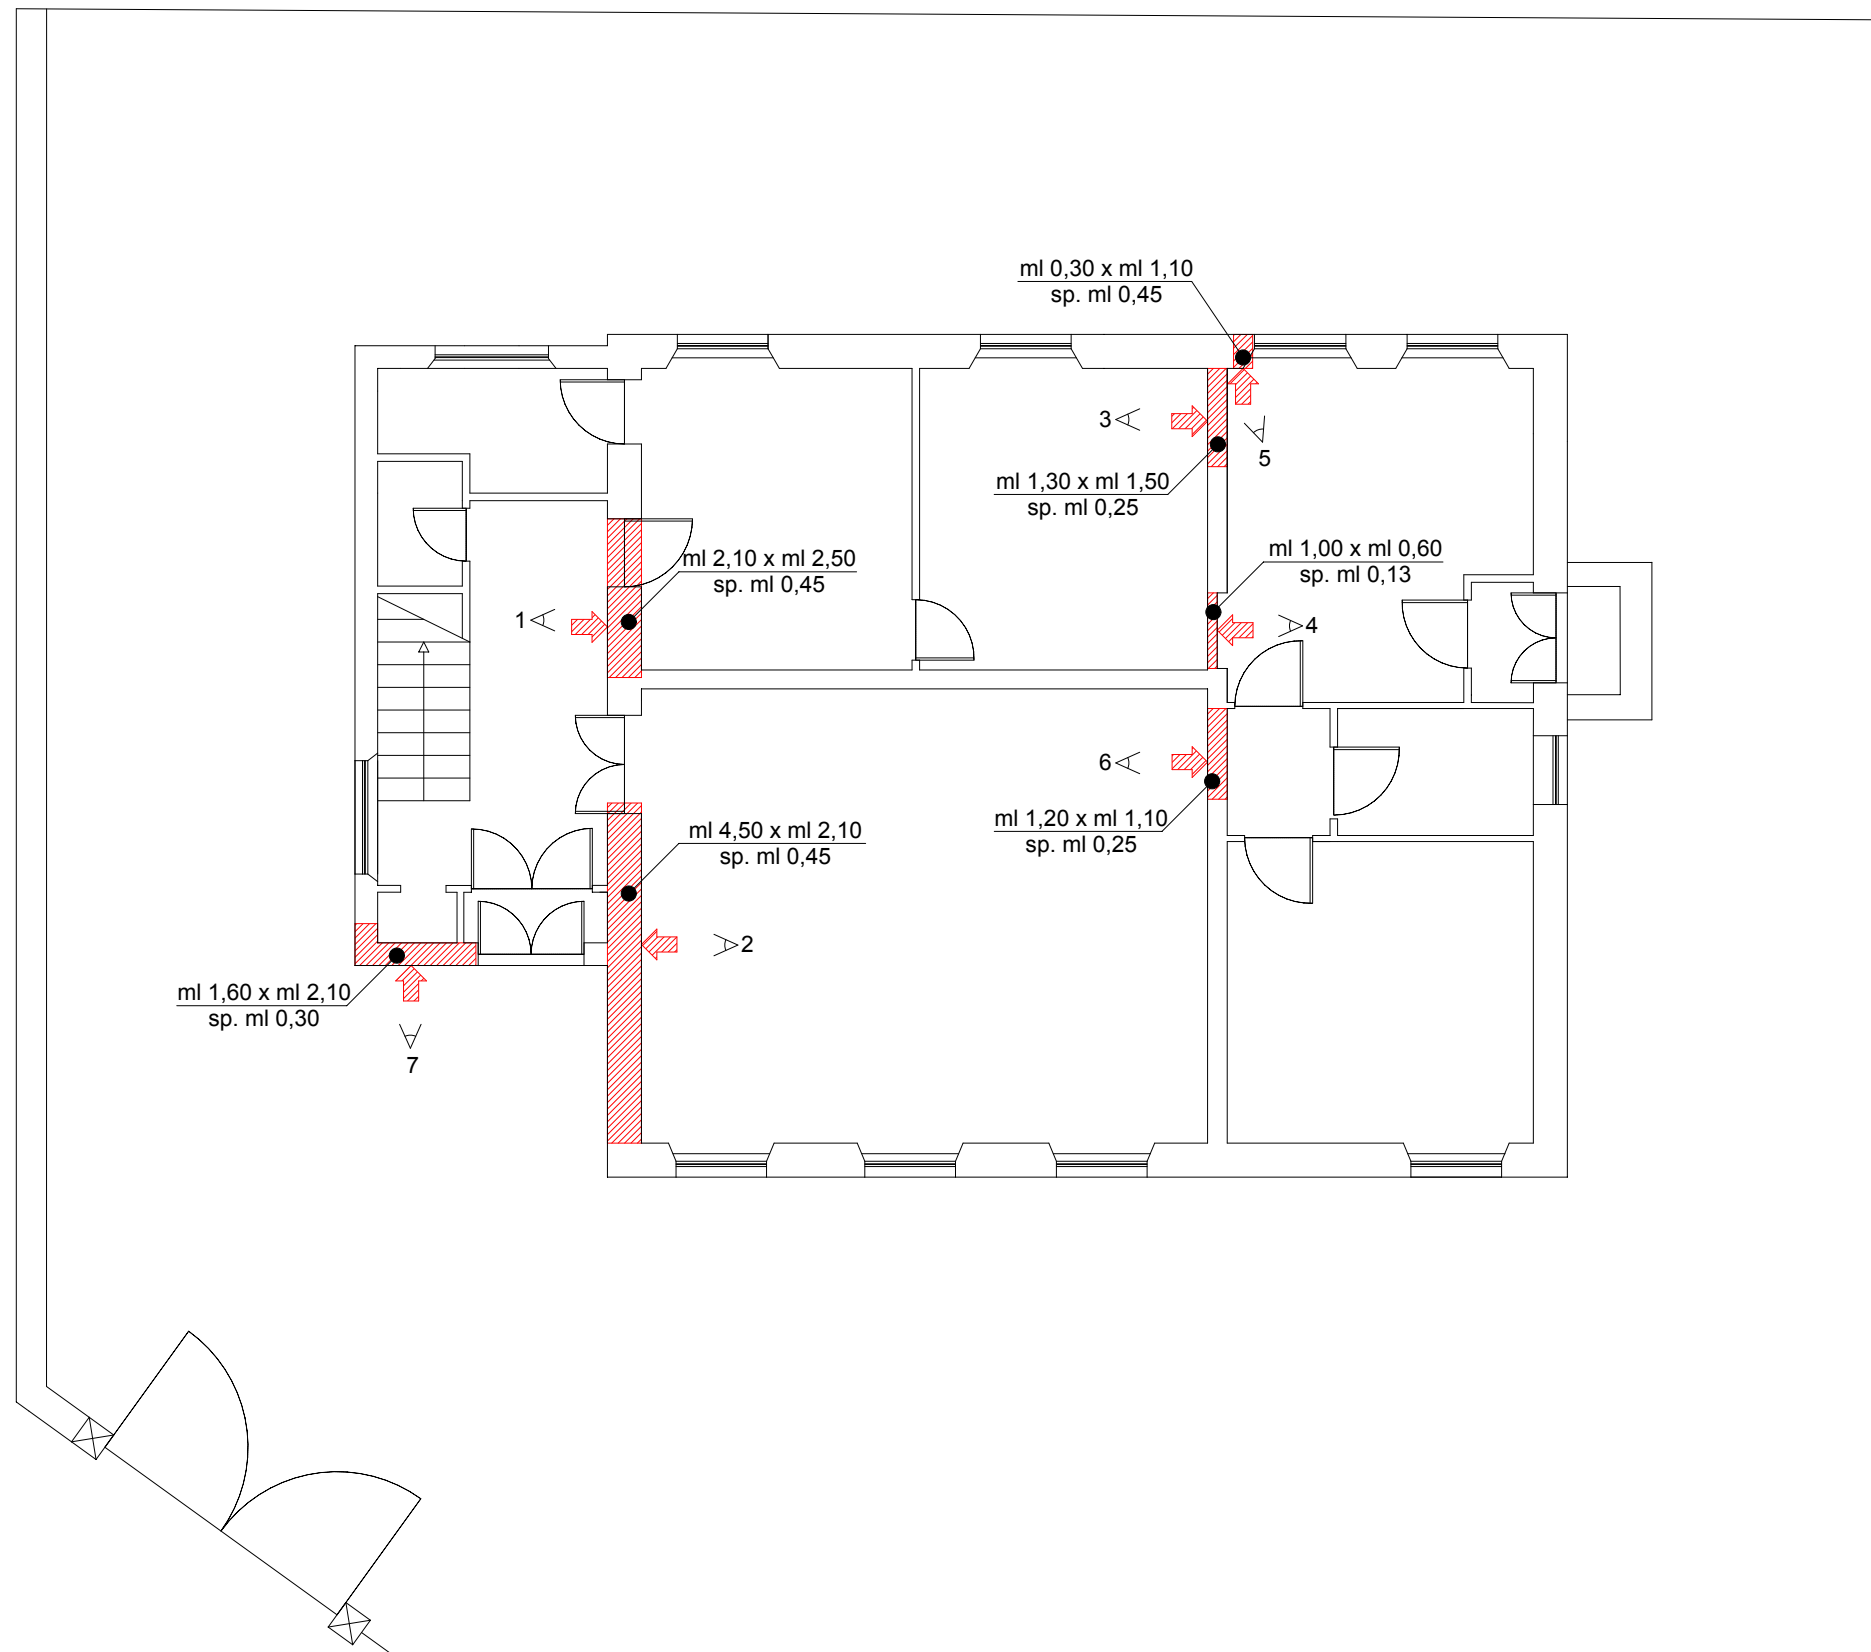 ml 0,30 x ml 1,10
sp. ml 0,45
3
5
ml 1,30 x ml 1,50
sp. ml 0,25
ml 2,10 x ml 2,50
sp. ml 0,45
ml 1,00 x ml 0,60
sp. ml 0,13
1
4
6
2
ml 4,50 x ml 2,10
sp. ml 0,45
ml 1,20 x ml 1,10
sp. ml 0,25
ml 1,60 x ml 2,10
sp. ml 0,30
7